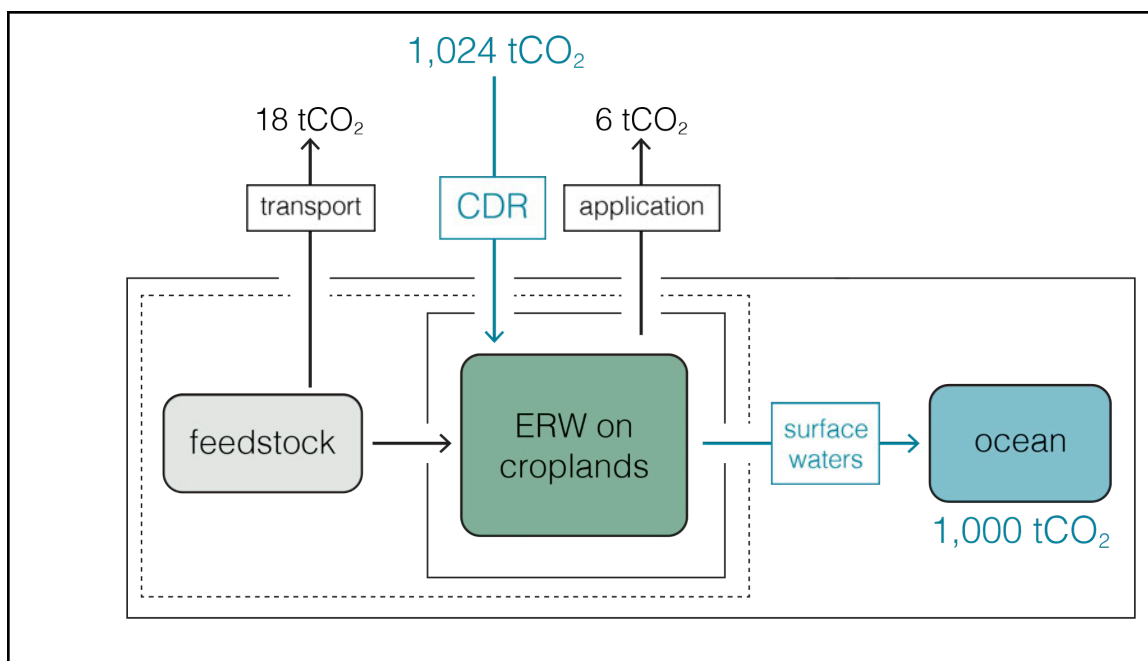 1,024 tCO₂
18 tCO₂
6 tCO₂
transport
CDR
application
feedstock
ERW on
croplands
surface
waters
ocean
1,000 tCO₂